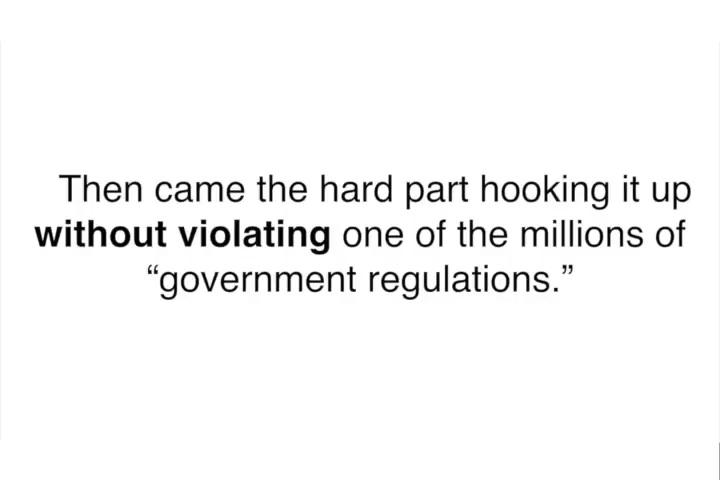 Then came the hard part hooking it up
without violating one of the millions of
“government regulations.”